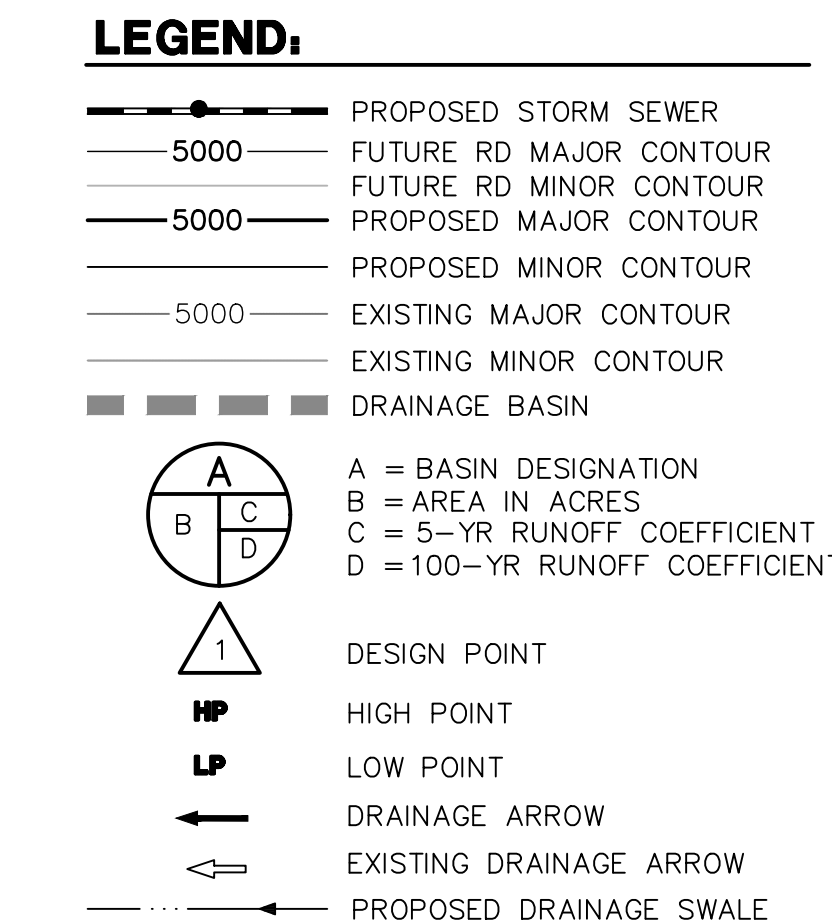 LEGEND:
PROPOSED STORM SEWER
5000 FUTURE RD MAJOR CONTOUR
FUTURE RD MINOR CONTOUR
5000 PROPOSED MAJOR CONTOUR
PROPOSED MINOR CONTOUR
5000 EXISTING MAJOR CONTOUR
EXISTING MINOR CONTOUR
DRAINAGE BASIN
A
B
C
D
A = BASIN DESIGNATION
B = AREA IN ACRES
C = 5-YR RUNOFF COEFFICIENT
D = 100-YR RUNOFF COEFFICIENT
1 DESIGN POINT
HP HIGH POINT
LP LOW POINT
DRAINAGE ARROW
EXISTING DRAINAGE ARROW
PROPOSED DRAINAGE SWALE